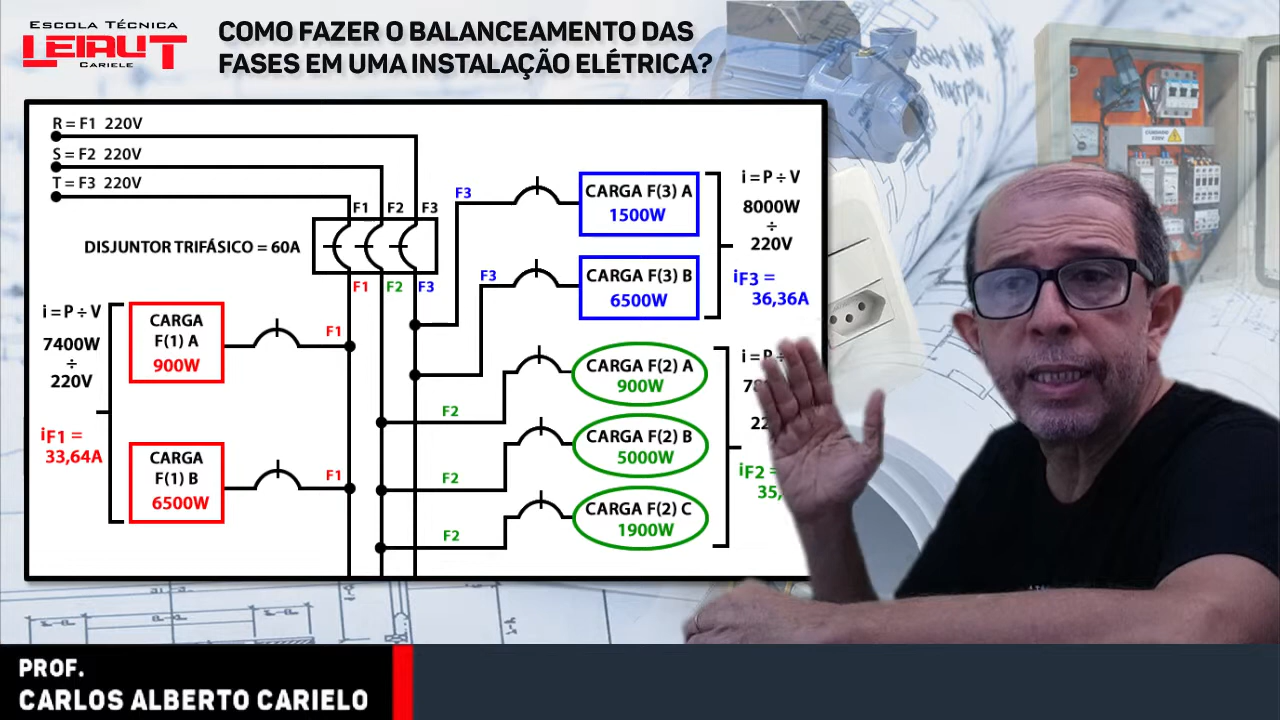 ESCOLA TÉCNICA
LEIAUT
CARIELE
COMO FAZER O BALANCEAMENTO DAS
FASES EM UMA INSTALAÇÃO ELÉTRICA?
R = F1 220V
S = F2 220V
T = F3 220V
F1 F2 F3
DISJUNTOR TRIFÁSICO = 60A
F1 F2 F3
i = P ÷ V
7400W
÷
220V
iF1 =
33,64A
CARGA
F(1) A
900W
F1
CARGA
F(1) B
6500W
F1
F3
CARGA F(3) A
1500W
F3
CARGA F(3) B
6500W
i = P ÷ V
8000W
÷
220V
iF3 =
36,36A
F2
CARGA F(2) A
900W
F2
CARGA F(2) B
5000W
F2
CARGA F(2) C
1900W
i = P ÷
iF2 =
35,
PROF.
CARLOS ALBERTO CARIELO